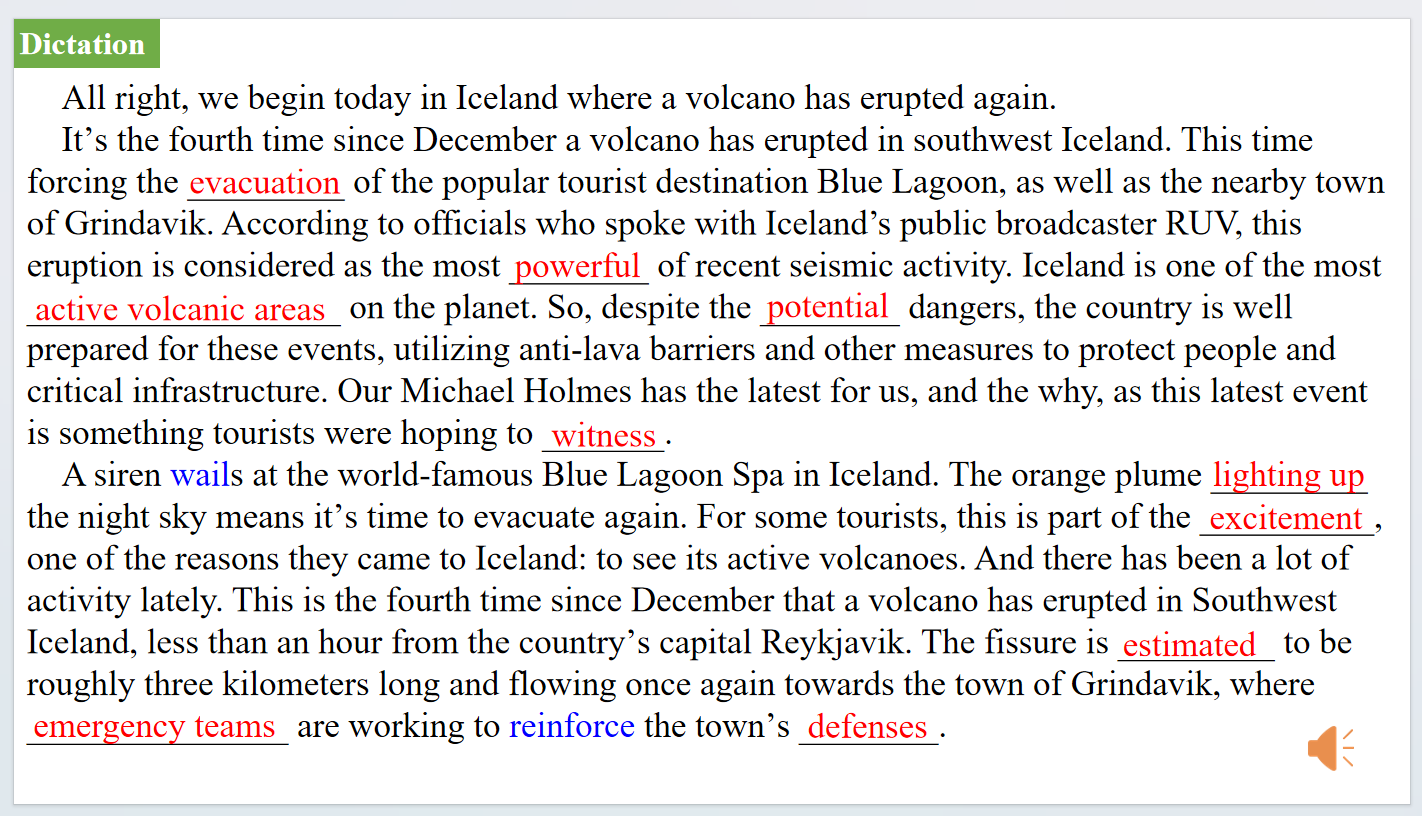 Dictation
All right, we begin today in Iceland where a volcano has erupted again.
It’s the fourth time since December a volcano has erupted in southwest Iceland. This time
forcing the evacuation of the popular tourist destination Blue Lagoon, as well as the nearby town
of Grindavik. According to officials who spoke with Iceland’s public broadcaster RUV, this
eruption is considered as the most powerful of recent seismic activity. Iceland is one of the most
active volcanic areas on the planet. So, despite the potential dangers, the country is well
prepared for these events, utilizing anti-lava barriers and other measures to protect people and
critical infrastructure. Our Michael Holmes has the latest for us, and the why, as this latest event
is something tourists were hoping to witness.
A siren wails at the world-famous Blue Lagoon Spa in Iceland. The orange plume lighting up
the night sky means it’s time to evacuate again. For some tourists, this is part of the excitement,
one of the reasons they came to Iceland: to see its active volcanoes. And there has been a lot of
activity lately. This is the fourth time since December that a volcano has erupted in Southwest
Iceland, less than an hour from the country’s capital Reykjavik. The fissure is estimated to be
roughly three kilometers long and flowing once again towards the town of Grindavik, where
emergency teams are working to reinforce the town’s defenses.